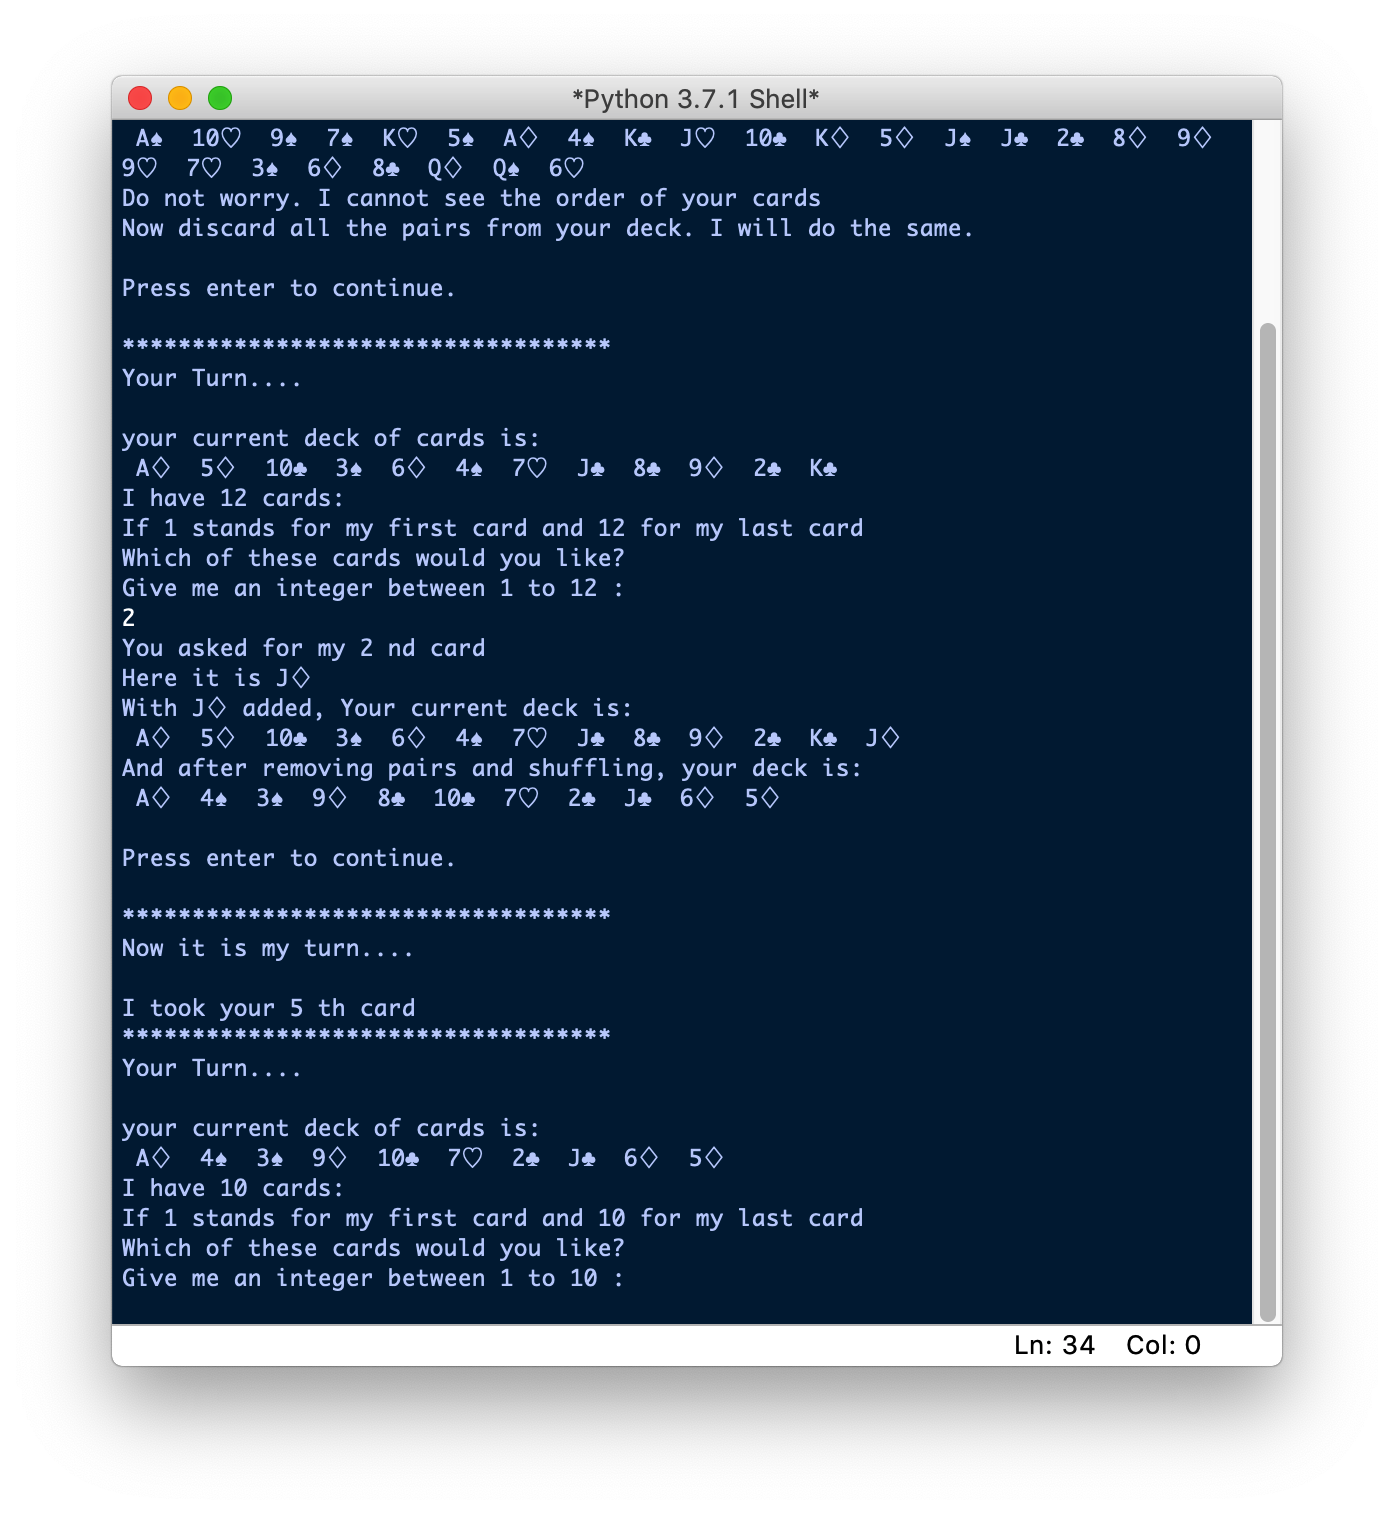 *Python 3.7.1 Shell*
A♠ 10♡ 9♠ 7♠ K♡ 5♠ A♢ 4♠ K♣ J♡ 10♣ K♢ 5♢ J♠ J♣ 2♣ 8♢ 9♢
9♡ 7♡ 3♠ 6♢ 8♣ Q♢ Q♠ 6♡
Do not worry. I cannot see the order of your cards
Now discard all the pairs from your deck. I will do the same.
Press enter to continue.
***********************************
Your Turn....
your current deck of cards is:
A♢ 5♢ 10♣ 3♠ 6♢ 4♠ 7♡ J♣ 8♣ 9♢ 2♣ K♣
I have 12 cards:
If 1 stands for my first card and 12 for my last card
Which of these cards would you like?
Give me an integer between 1 to 12 :
2
You asked for my 2 nd card
Here it is J♢
With J♢ added, Your current deck is:
A♢ 5♢ 10♣ 3♠ 6♢ 4♠ 7♡ J♣ 8♣ 9♢ 2♣ K♣ J♢
And after removing pairs and shuffling, your deck is:
A♢ 4♠ 3♠ 9♢ 8♣ 10♣ 7♡ 2♣ J♣ 6♢ 5♢
Press enter to continue.
***********************************
Now it is my turn....
I took your 5 th card
***********************************
Your Turn....
your current deck of cards is:
A♢ 4♠ 3♠ 9♢ 10♣ 7♡ 2♣ J♣ 6♢ 5♢
I have 10 cards:
If 1 stands for my first card and 10 for my last card
Which of these cards would you like?
Give me an integer between 1 to 10 :
Ln: 34 Col: 0